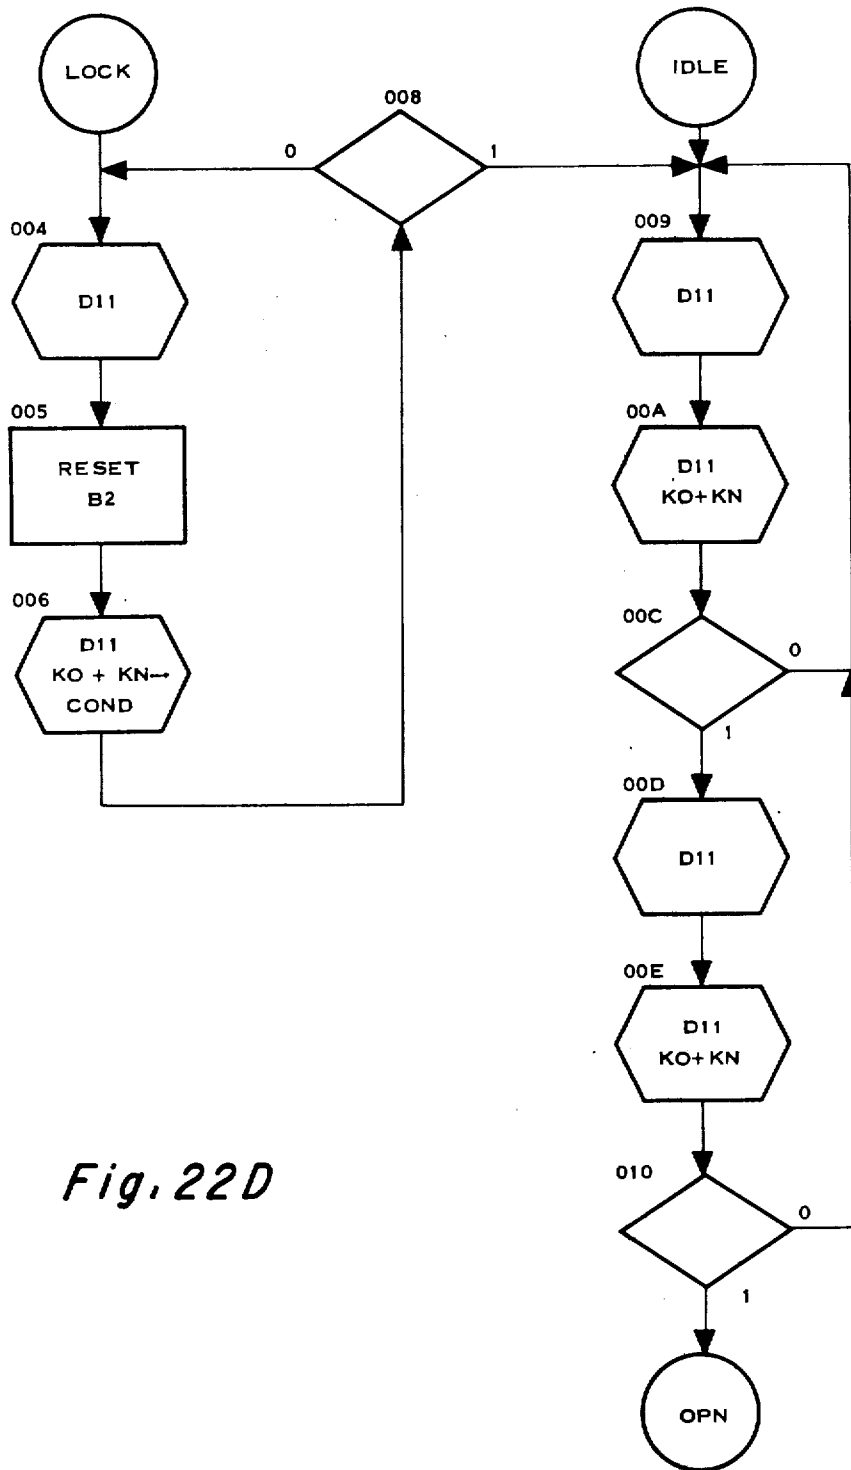 LOCK
IDLE
008
0
1
004
D11
005
RESET
B2
006
D11
KO + KN→
COND
009
D11
00A
D11
KO+KN
00C
0
1
00D
D11
00E
D11
KO+KN
010
0
1
OPN
Fig. 22D